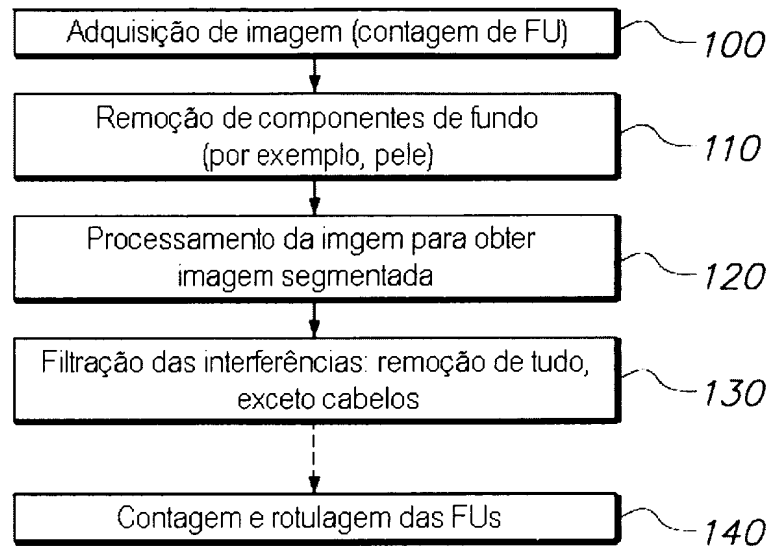 Adquisição de imagem (contagem de FU)
100
Remoção de componentes de fundo
(por exemplo, pele)
110
Processamento da imgem para obter
imagem segmentada
120
Filtração das interferências: remoção de tudo,
exceto cabelos
130
Contagem e rotulagem das FUs
140